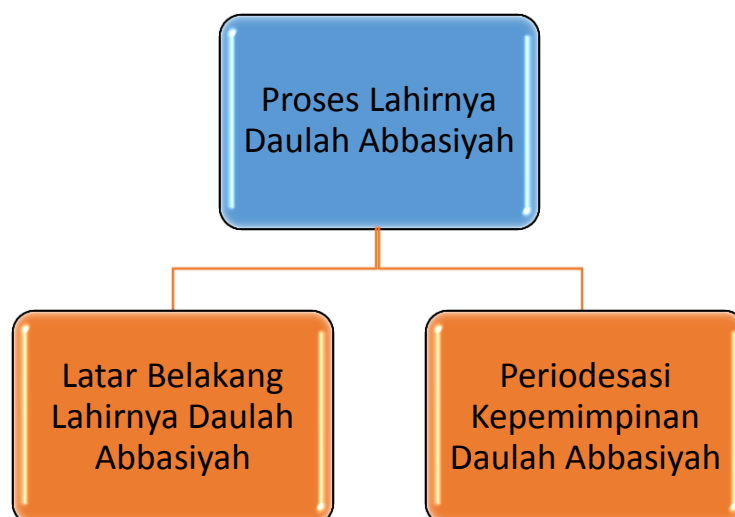 Proses Lahirnya
Daulah Abbasiyah
Latar Belakang
Lahirnya Daulah
Abbasiyah
Periodesasi
Kepemimpinan
Daulah Abbasiyah